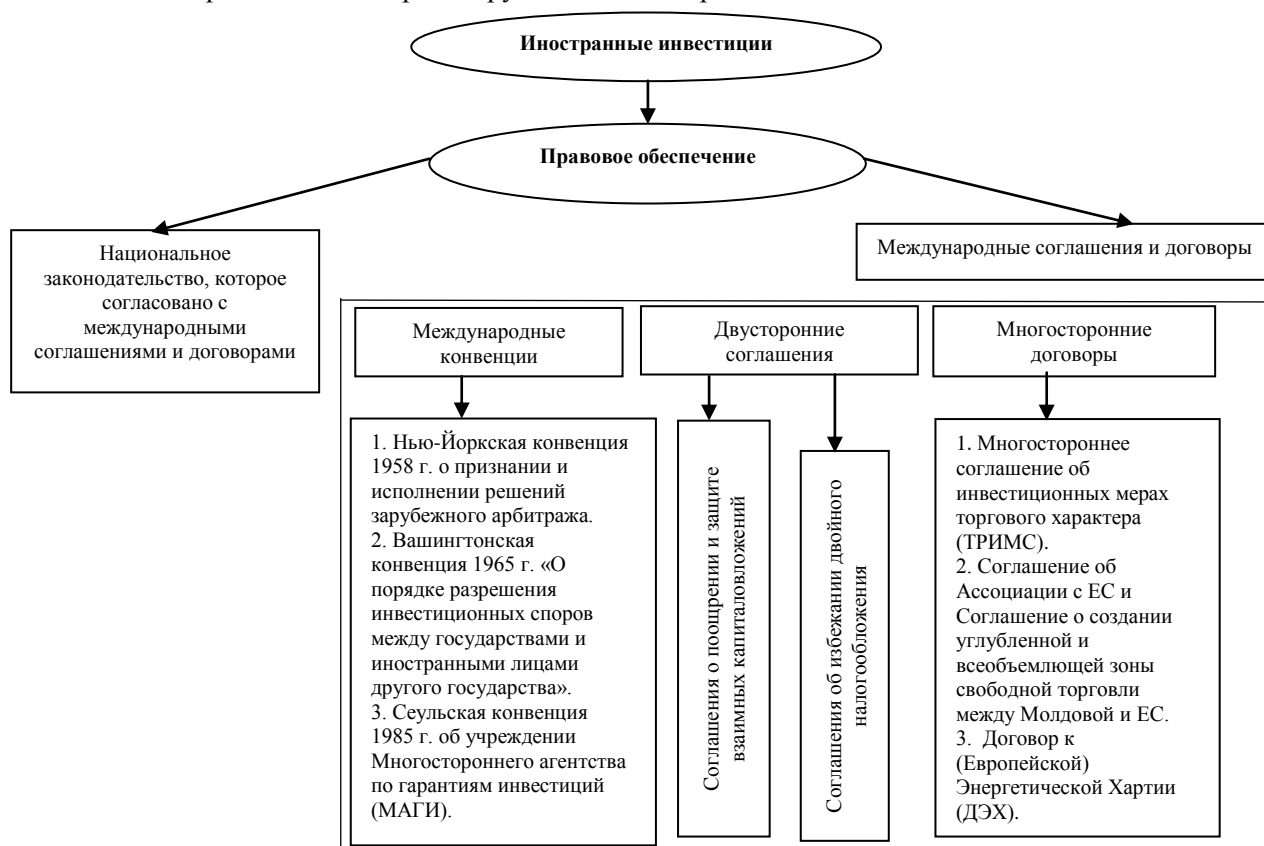 Иностранные инвестиции
Правовое обеспечение
Национальное
законодательство, которое
согласовано с
международными
соглашениями и договорами
Международные соглашения и договоры
Международные
конвенции
Двусторонние
соглашения
Многосторонние
договоры
1. Нью-Йоркская конвенция
1958 г. о признании и
исполнении решений
зарубежного арбитража.
2. Вашингтонская
конвенция 1965 г. «О
порядке разрешения
инвестиционных споров
между государствами и
иностранными лицами
другого государства».
3. Сеульская конвенция
1985 г. об учреждении
Многостороннего агентства
по гарантиям инвестиций
(МАГИ).
Соглашения о поощрении и защите
взаимных капиталовложений
Соглашения об избежании двойного
налогообложения
1. Многостороннее
соглашение об
инвестиционных мерах
торгового характера
(ТРИМС).
2. Соглашение об
Ассоциации с ЕС и
Соглашение о создании
углубленной и
всеобъемлющей зоны
свободной торговли
между Молдовой и ЕС.
3. Договор к
(Европейской)
Энергетической Хартии
(ДЭХ).